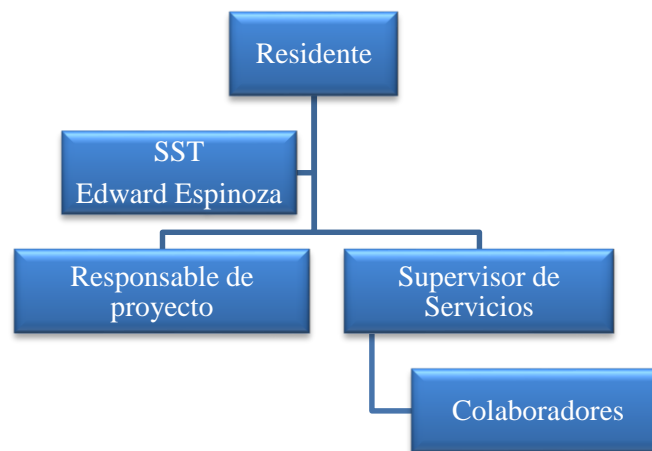 Residente
SST
Edward Espinoza
Responsable de
proyecto
Supervisor de
Servicios
Colaboradores